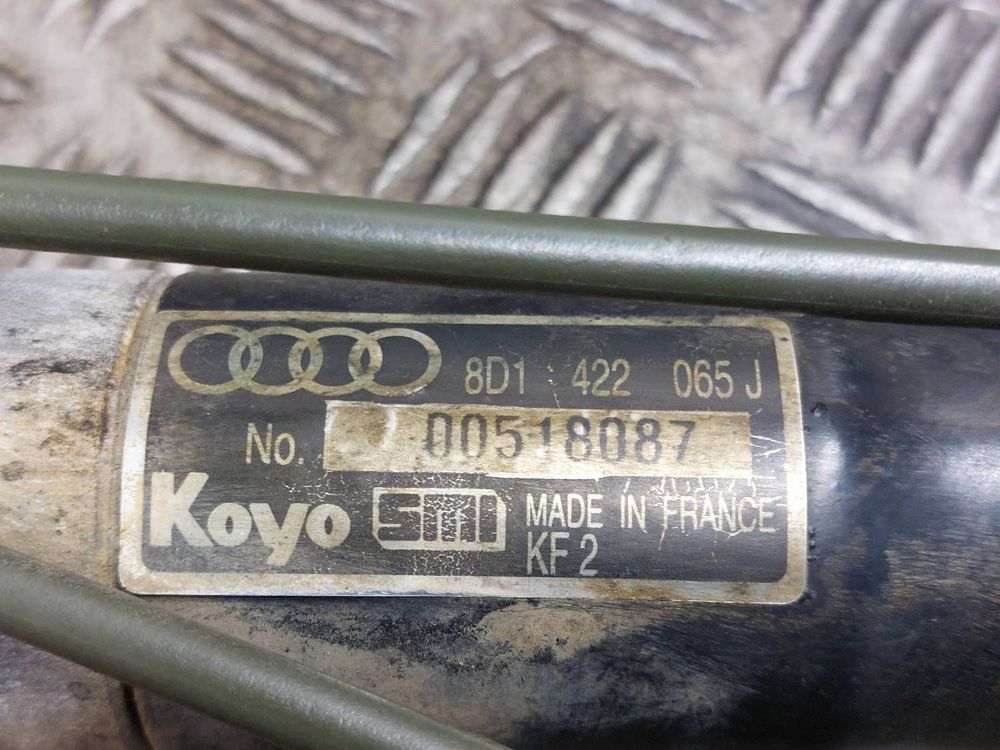 8D1 422 065 J
No. 00518087
Koyo SMI MADE IN FRANCE
KF 2